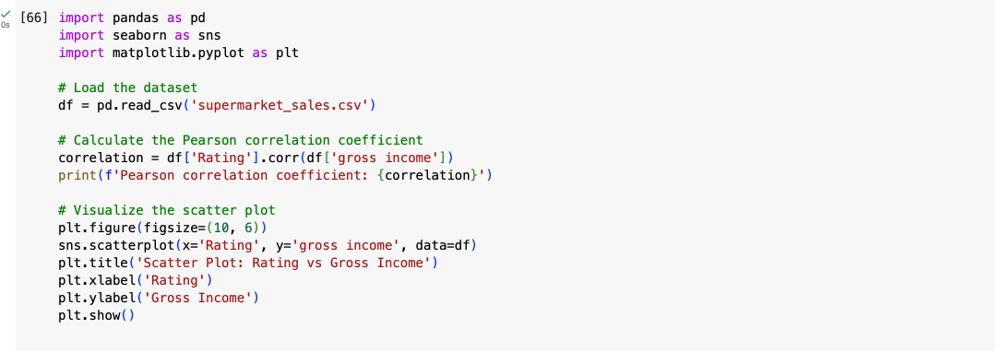 [66] import pandas as pd
0s
import seaborn as sns
import matplotlib.pyplot as plt

# Load the dataset
df = pd.read_csv('supermarket_sales.csv')

# Calculate the Pearson correlation coefficient
correlation = df['Rating'].corr(df['gross income'])
print(f'Pearson correlation coefficient: {correlation}')

# Visualize the scatter plot
plt.figure(figsize=(10, 6))
sns.scatterplot(x='Rating', y='gross income', data=df)
plt.title('Scatter Plot: Rating vs Gross Income')
plt.xlabel('Rating')
plt.ylabel('Gross Income')
plt.show()